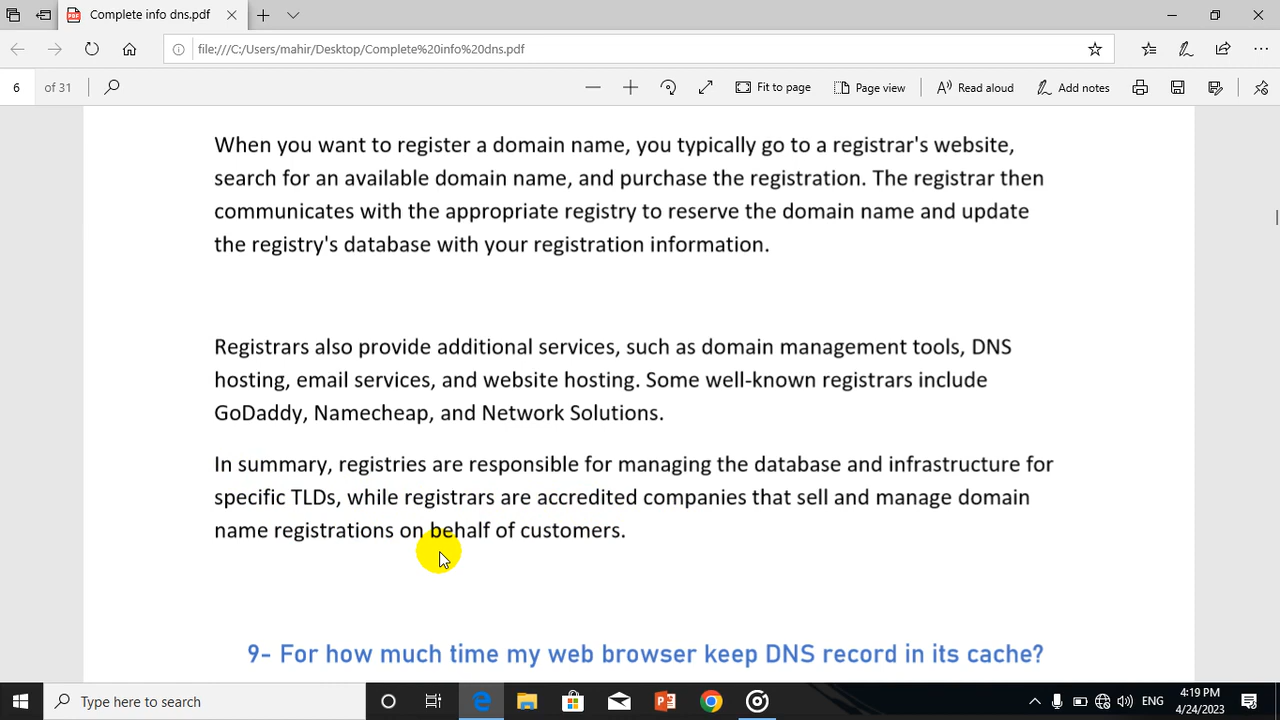 Complete info dns.pdf
file:///C:/Users/mahir/Desktop/Complete%20info%20dns.pdf
6 of 31 Fit to page Page view Read aloud Add notes
When you want to register a domain name, you typically go to a registrar's website,
search for an available domain name, and purchase the registration. The registrar then
communicates with the appropriate registry to reserve the domain name and update
the registry's database with your registration information.
Registrars also provide additional services, such as domain management tools, DNS
hosting, email services, and website hosting. Some well-known registrars include
GoDaddy, Namecheap, and Network Solutions.
In summary, registries are responsible for managing the database and infrastructure for
specific TLDs, while registrars are accredited companies that sell and manage domain
name registrations on behalf of customers.
9- For how much time my web browser keep DNS record in its cache?
Type here to search
ENG
4:19 PM
4/24/2023